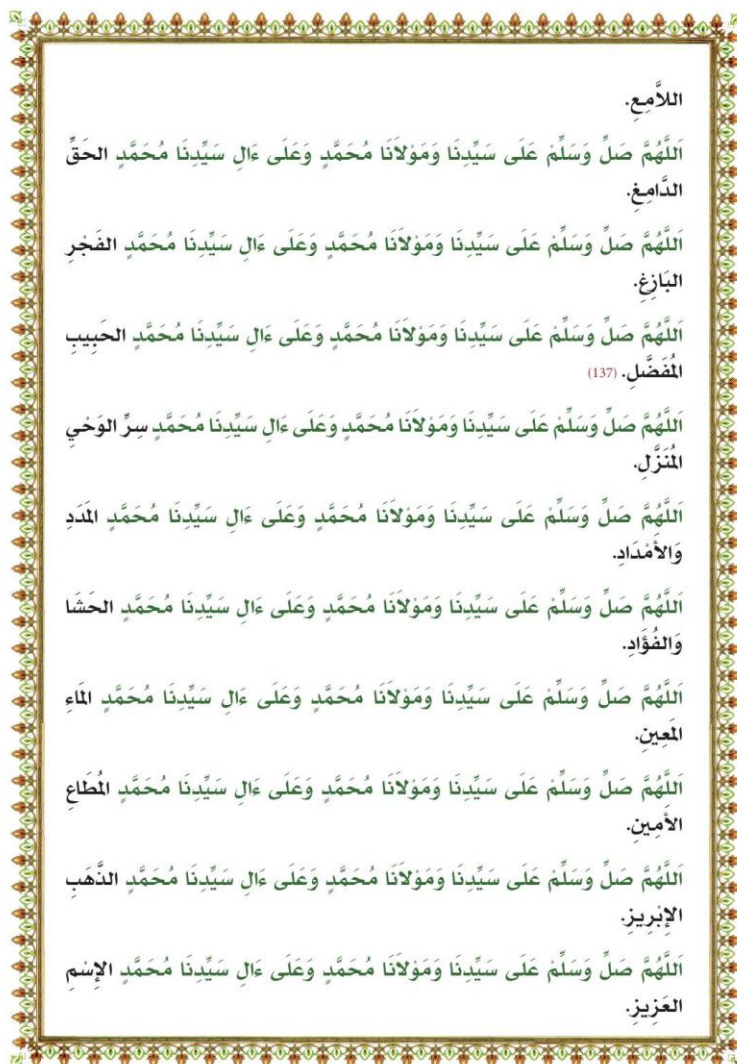 اللاَّمِعِ.
اَللَّهُمَّ صَلِّ وَسَلِّمْ عَلَى سَيِّدِنَا وَمَوْلاَنَا مُحَمَّدٍ وَعَلَى ءَالِ سَيِّدِنَا مُحَمَّدٍ الحَقِّ
الدَّامِغِ.
اَللَّهُمَّ صَلِّ وَسَلِّمْ عَلَى سَيِّدِنَا وَمَوْلاَنَا مُحَمَّدٍ وَعَلَى ءَالِ سَيِّدِنَا مُحَمَّدٍ الفَجْرِ
البَازِغِ.
اَللَّهُمَّ صَلِّ وَسَلِّمْ عَلَى سَيِّدِنَا وَمَوْلاَنَا مُحَمَّدٍ وَعَلَى ءَالِ سَيِّدِنَا مُحَمَّدٍ الحَبِيبِ
المُفَضَّلِ. (137)
اَللَّهُمَّ صَلِّ وَسَلِّمْ عَلَى سَيِّدِنَا وَمَوْلاَنَا مُحَمَّدٍ وَعَلَى ءَالِ سَيِّدِنَا مُحَمَّدٍ سِرِّ الوَحْيِ
المُنَزَّلِ.
اَللَّهُمَّ صَلِّ وَسَلِّمْ عَلَى سَيِّدِنَا وَمَوْلاَنَا مُحَمَّدٍ وَعَلَى ءَالِ سَيِّدِنَا مُحَمَّدٍ المَدَدِ
وَالأَمْدَادِ.
اَللَّهُمَّ صَلِّ وَسَلِّمْ عَلَى سَيِّدِنَا وَمَوْلاَنَا مُحَمَّدٍ وَعَلَى ءَالِ سَيِّدِنَا مُحَمَّدٍ الحَشَا
وَالفُؤَادِ.
اَللَّهُمَّ صَلِّ وَسَلِّمْ عَلَى سَيِّدِنَا وَمَوْلاَنَا مُحَمَّدٍ وَعَلَى ءَالِ سَيِّدِنَا مُحَمَّدٍ المَاءِ
المَعِينِ.
اَللَّهُمَّ صَلِّ وَسَلِّمْ عَلَى سَيِّدِنَا وَمَوْلاَنَا مُحَمَّدٍ وَعَلَى ءَالِ سَيِّدِنَا مُحَمَّدٍ المُطَاعِ
الأَمِينِ.
اَللَّهُمَّ صَلِّ وَسَلِّمْ عَلَى سَيِّدِنَا وَمَوْلاَنَا مُحَمَّدٍ وَعَلَى ءَالِ سَيِّدِنَا مُحَمَّدٍ الذَّهَبِ
الإِبْرِيزِ.
اَللَّهُمَّ صَلِّ وَسَلِّمْ عَلَى سَيِّدِنَا وَمَوْلاَنَا مُحَمَّدٍ وَعَلَى ءَالِ سَيِّدِنَا مُحَمَّدٍ الإِسْمِ
العَزِيزِ.